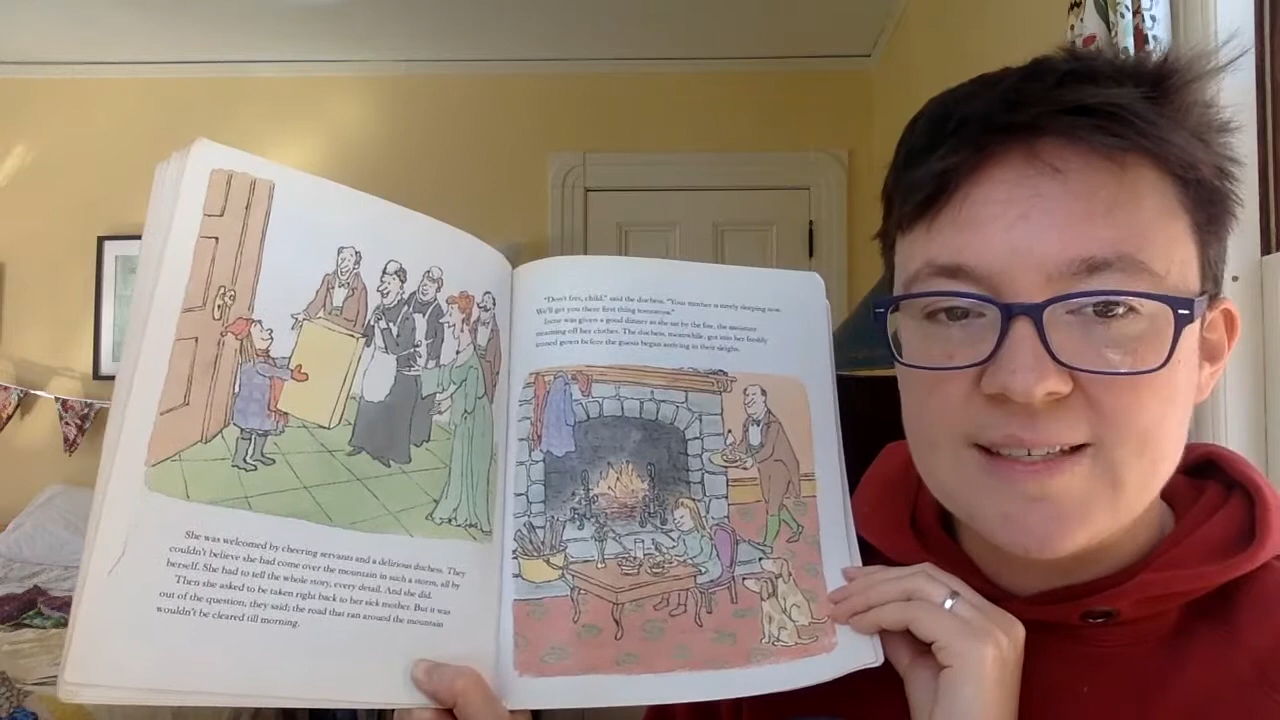 She was welcomed by cheering servants and a delirious duchess. They
couldn't believe she had come over the mountain in such a storm, all by
herself. She had to tell the whole story, every detail. And she did.
Then she asked to be taken right back to her sick mother. But it was
out of the question, they said; the road that ran around the mountain
wouldn't be cleared till morning.
"Don't fret, child," said the duchess. "Your mother is surely sleeping now.
We'll get you there first thing tomorrow."
Irene was given a good dinner as she sat by the fire, the moisture
steaming off her clothes. The duchess, meanwhile, got into her freshly
ironed gown before the guests began arriving in their sleighs.